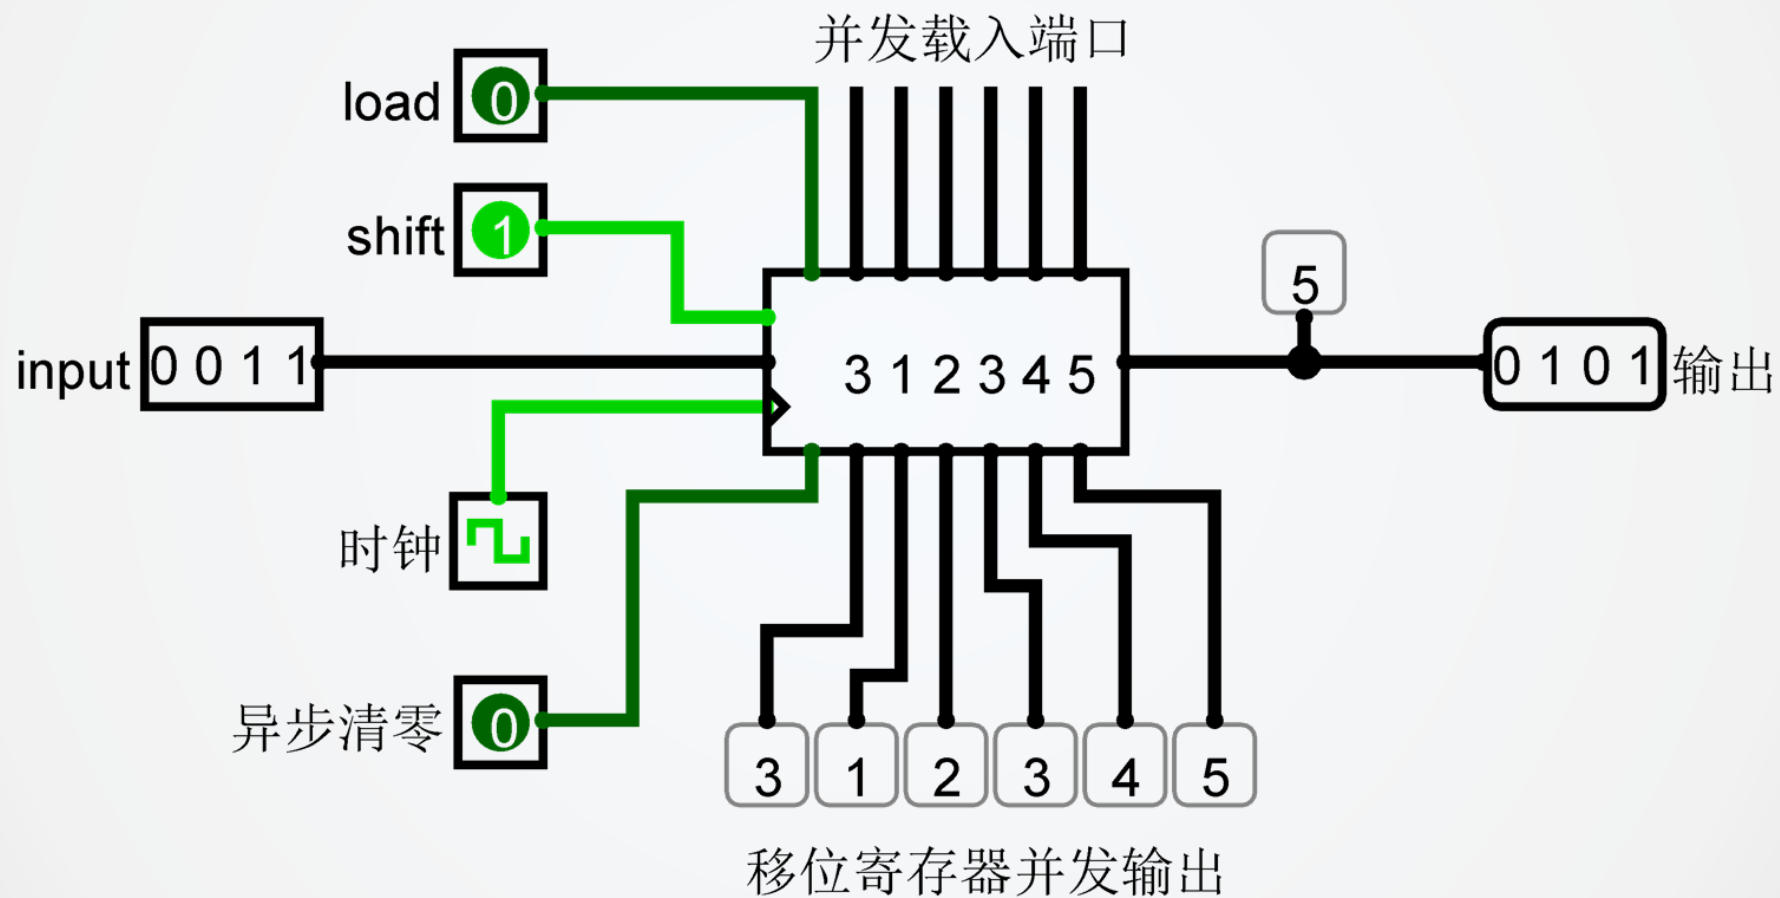 并发载入端口
load 0
shift 1
5
input 0 0 1 1
3 1 2 3 4 5
0 1 0 1 输出
时钟
异步清零 0
3 1 2 3 4 5
移位寄存器并发输出